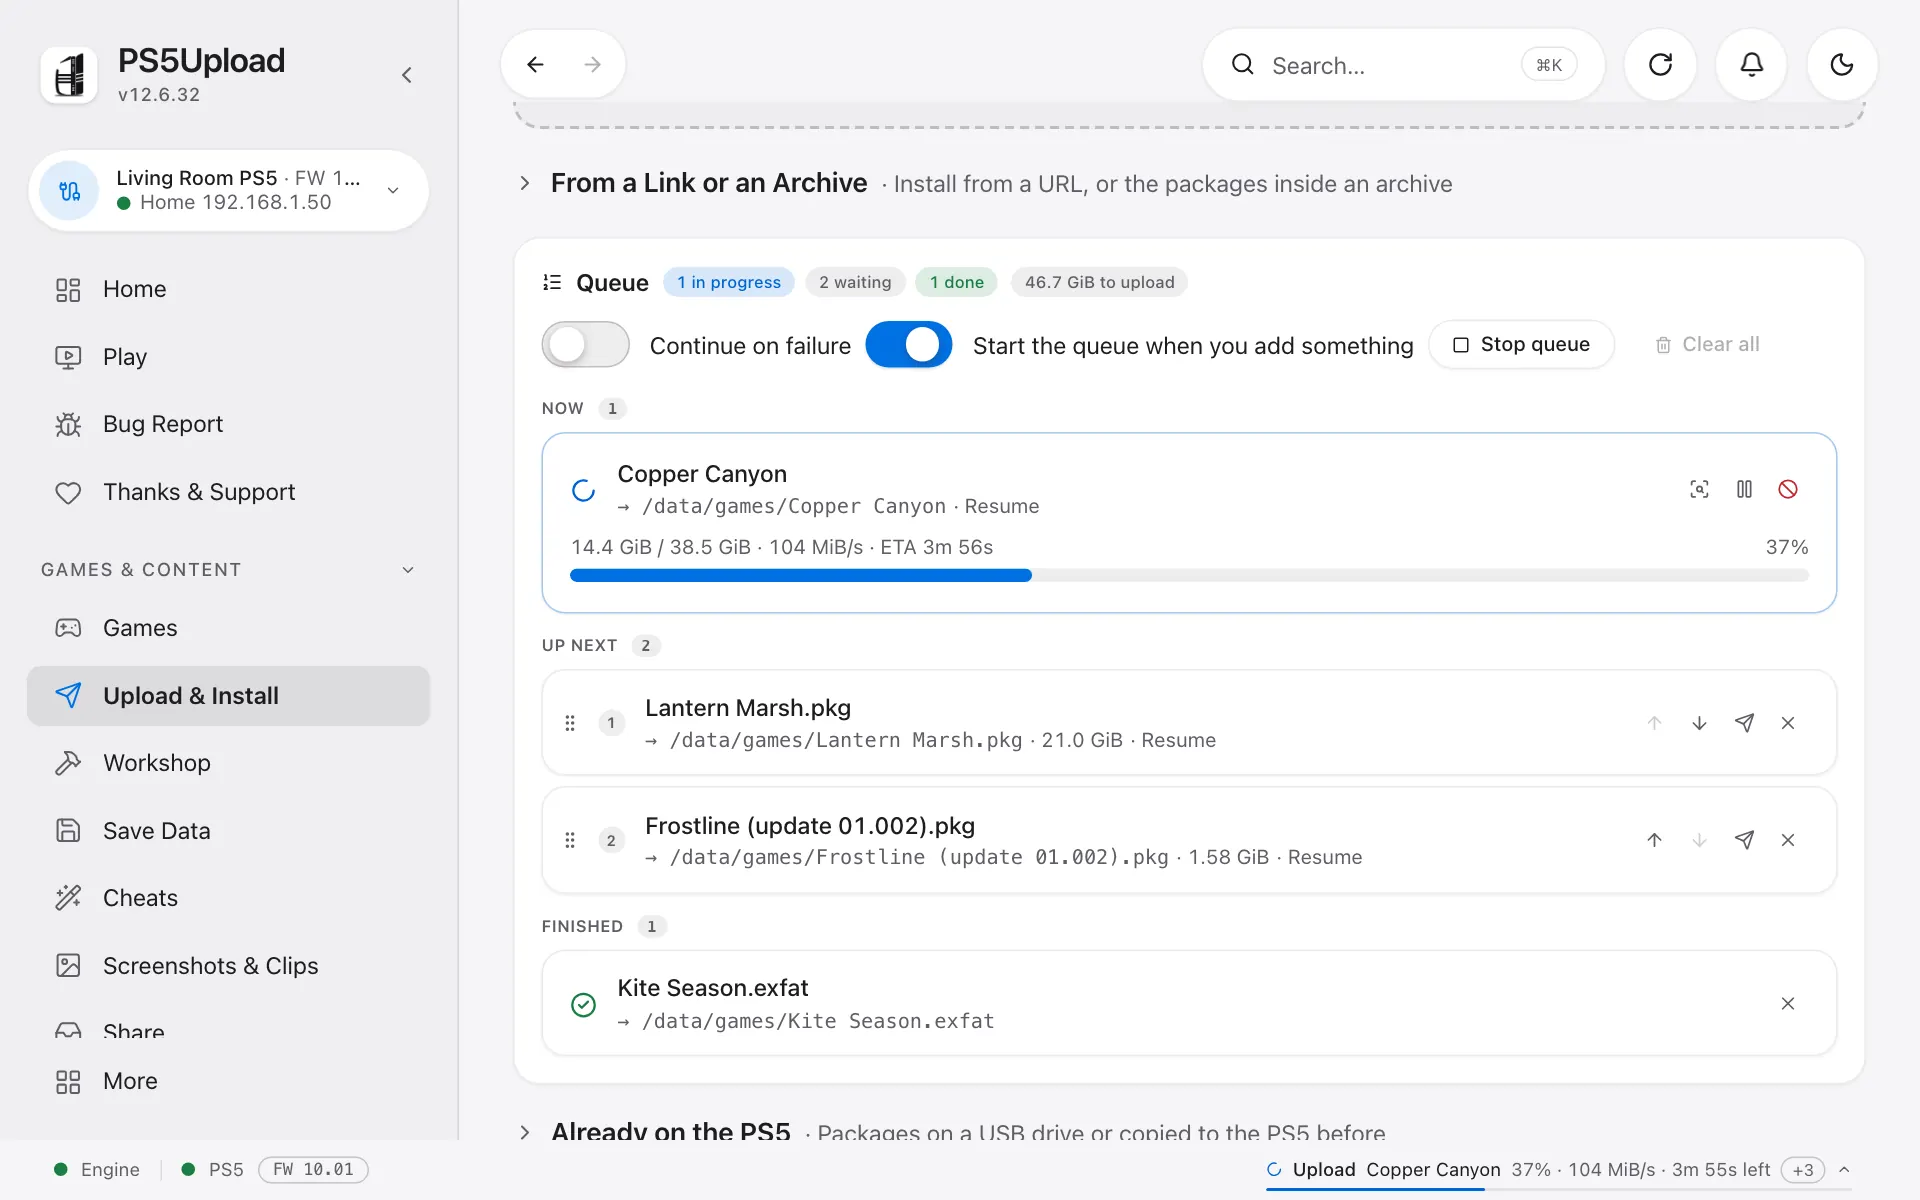 PS5Upload
v12.6.32
Living Room PS5 · FW 1...
Home 192.168.1.50
Home
Play
Bug Report
Thanks & Support
GAMES & CONTENT
Games
Upload & Install
Workshop
Save Data
Cheats
Screenshots & Clips
Share
More
Search...
⌘K
From a Link or an Archive · Install from a URL, or the packages inside an archive
Queue 1 in progress 2 waiting 1 done 46.7 GiB to upload
Continue on failure Start the queue when you add something Stop queue Clear all
NOW 1
Copper Canyon
→ /data/games/Copper Canyon · Resume
14.4 GiB / 38.5 GiB · 104 MiB/s · ETA 3m 56s 37%
UP NEXT 2
1 Lantern Marsh.pkg
→ /data/games/Lantern Marsh.pkg · 21.0 GiB · Resume
2 Frostline (update 01.002).pkg
→ /data/games/Frostline (update 01.002).pkg · 1.58 GiB · Resume
FINISHED 1
Kite Season.exfat
→ /data/games/Kite Season.exfat
Already on the PS5 · Packages on a USB drive or copied to the PS5 before
Engine PS5 FW 10.01
Upload Copper Canyon 37% · 104 MiB/s · 3m 55s left +3